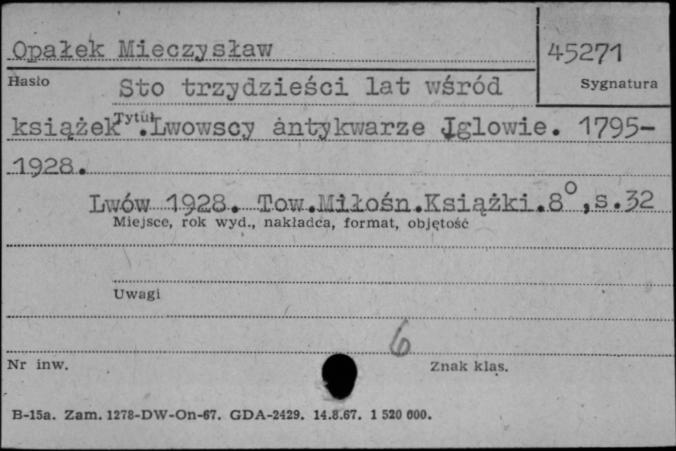 Opałek Mieczysław
45271
Hasło
Sygnatura
Sto trzydzieści lat wśród
Tytuł
książek.Lwowscy antykwarze Jglowie. 1795-
1928.
Lwów 1928. Tow.Miłośn.Książki.8°,s.32
Miejsce, rok wyd., nakładca, format, objętość
Uwagi
6
Nr inw.
Znak klas.
B-15a. Zam. 1278-DW-On-67. GDA-2429. 14.8.67. 1 520 000.